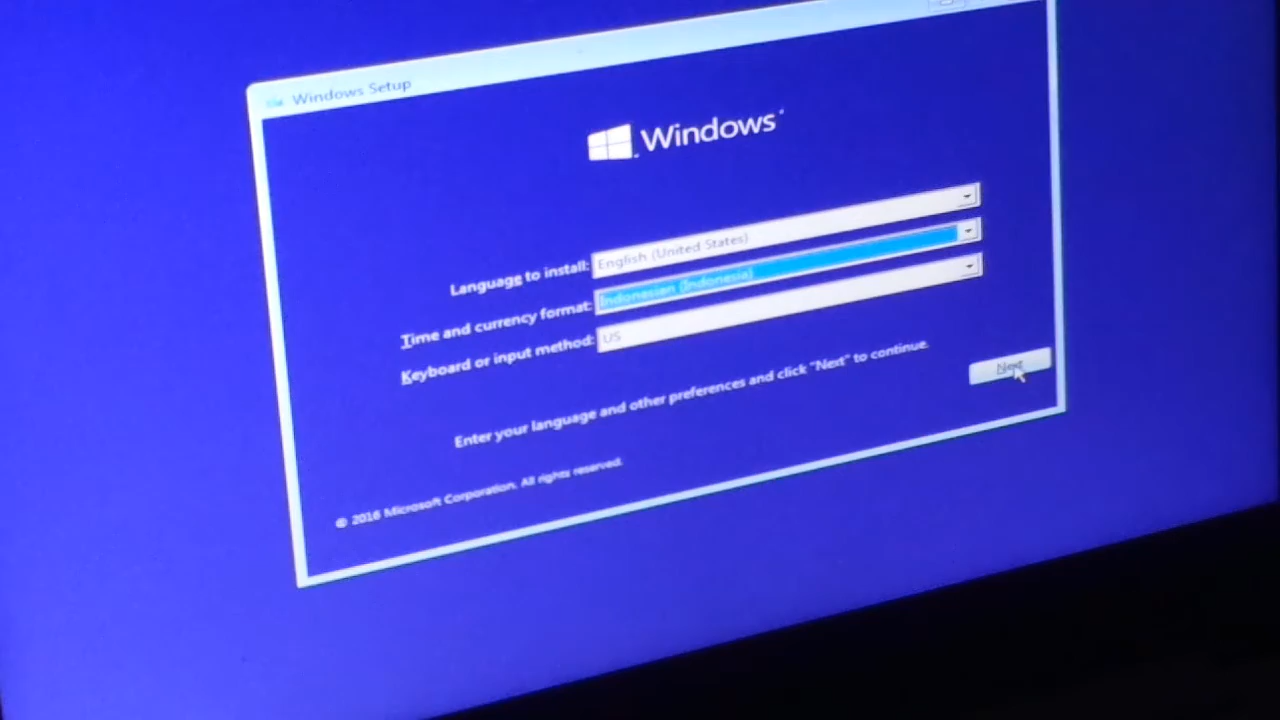 Windows Setup
Windows
Language to install: English (United States)
Time and currency format: Indonesian (Indonesia)
Keyboard or input method: US
Enter your language and other preferences and click "Next" to continue.
Next
© 2016 Microsoft Corporation. All rights reserved.